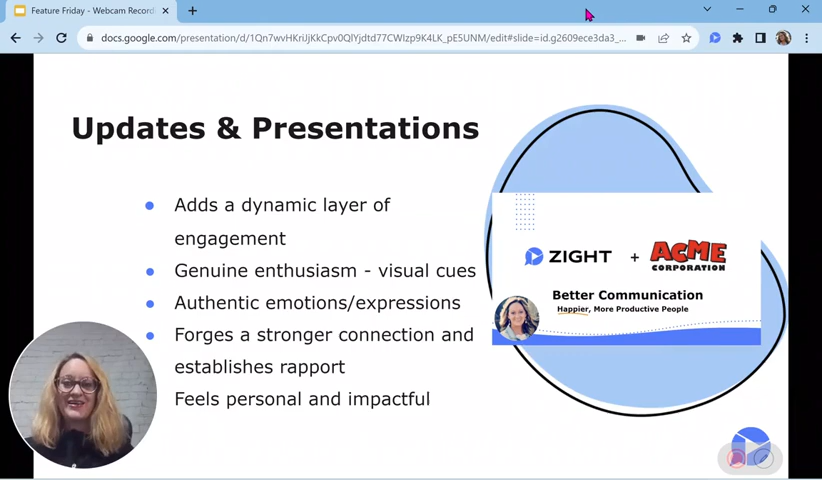 Feature Friday - Webcam Record
docs.google.com/presentation/d/1Qn7wvHKriJjKkCpv0QlYjdtd77CWIzp9K4LK_pE5UNM/edit#slide=id.g2609ece3da3_...
Updates & Presentations
Adds a dynamic layer of
engagement
Genuine enthusiasm - visual cues
Authentic emotions/expressions
Forges a stronger connection and
establishes rapport
Feels personal and impactful
ZIGHT + ACME
CORPORATION
Better Communication
Happier, More Productive People